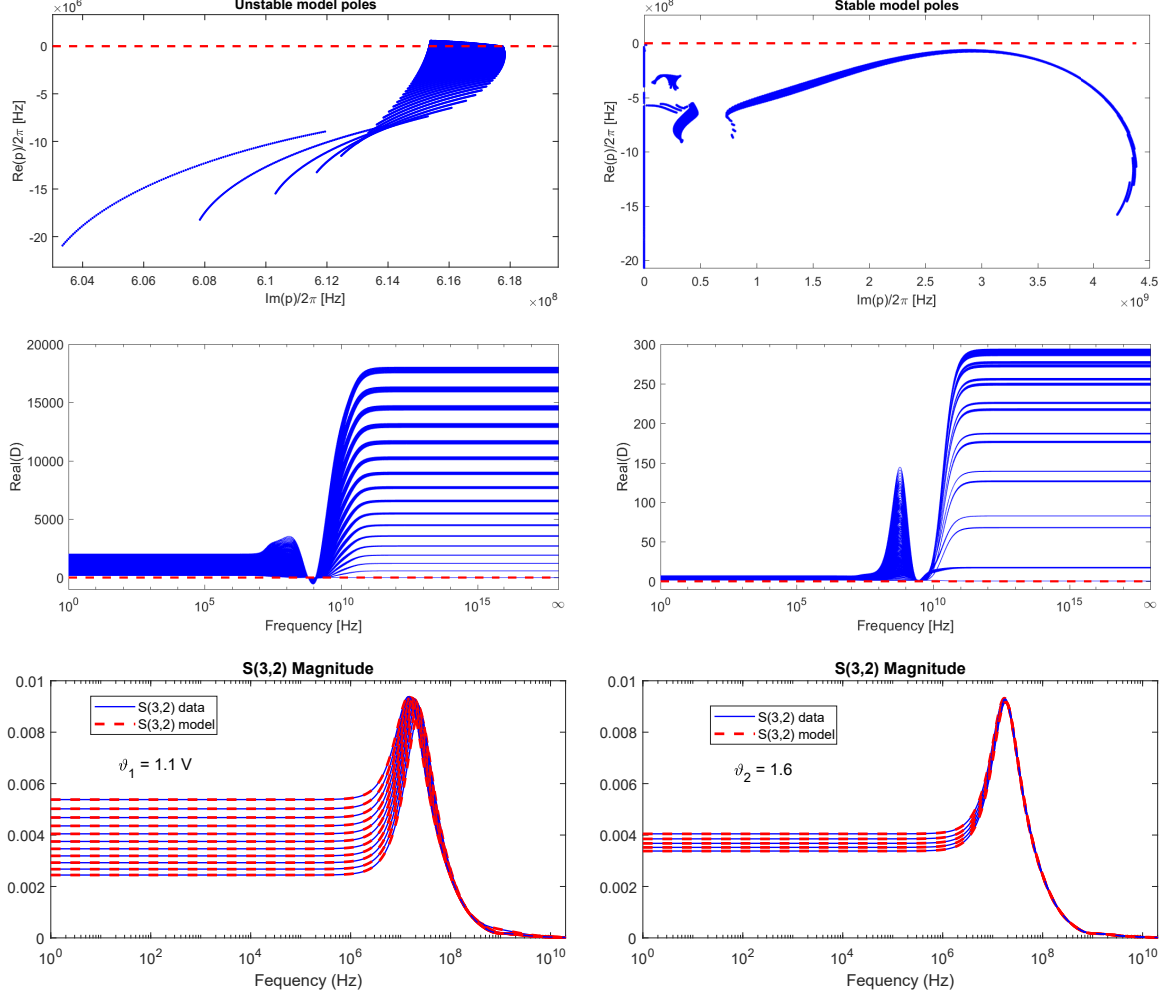 Unstable model poles
×10⁶
0
-5
-10
-15
-20
Re(p)/2π [Hz]
6.04 6.06 6.08 6.1 6.12 6.14 6.16 6.18
Im(p)/2π [Hz]
×10⁸
Stable model poles
×10⁸
0
-5
-10
-15
-20
Re(p)/2π [Hz]
0 0.5 1 1.5 2 2.5 3 3.5 4 4.5
Im(p)/2π [Hz]
×10⁹
20000
15000
10000
5000
0
Real(D)
10⁰ 10⁵ 10¹⁰ 10¹⁵ ∞
Frequency [Hz]
300
250
200
150
100
50
0
Real(D)
10⁰ 10⁵ 10¹⁰ 10¹⁵ ∞
Frequency [Hz]
S(3,2) Magnitude
0.01
0.008
0.006
0.004
0.002
0
S(3,2) data
S(3,2) model
ϑ₁ = 1.1 V
10⁰ 10² 10⁴ 10⁶ 10⁸ 10¹⁰
Fequency (Hz)
S(3,2) Magnitude
0.01
0.008
0.006
0.004
0.002
0
S(3,2) data
S(3,2) model
ϑ₂ = 1.6
10⁰ 10² 10⁴ 10⁶ 10⁸ 10¹⁰
Fequency (Hz)